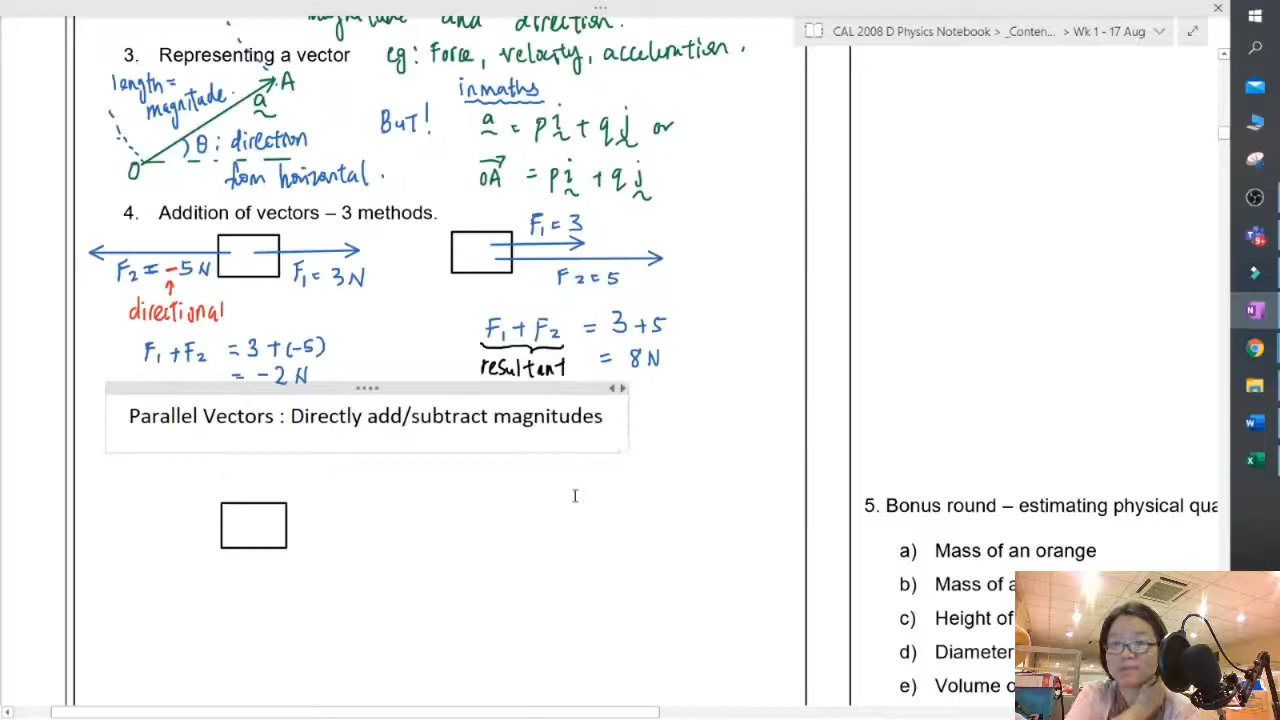 magnitude and direction.
3. Representing a vector
eg: Force, velocity, acceleration.
length=
magnitude.
A
a
θ: direction
from horizontal.
O
BUT!
in maths
a = pi + qj or
OA = pi + qj
4. Addition of vectors – 3 methods.
F2 = -5 N
F1 = 3 N
directional
F1 + F2 = 3 + (-5)
= -2 N
F1 = 3
F2 = 5
F1 + F2 = 3 + 5
resultant = 8 N
Parallel Vectors : Directly add/subtract magnitudes
CAL 2008 D Physics Notebook > _Conten... > Wk 1 - 17 Aug
5. Bonus round – estimating physical qua
a) Mass of an orange
b) Mass of a
c) Height of
d) Diameter
e) Volume o